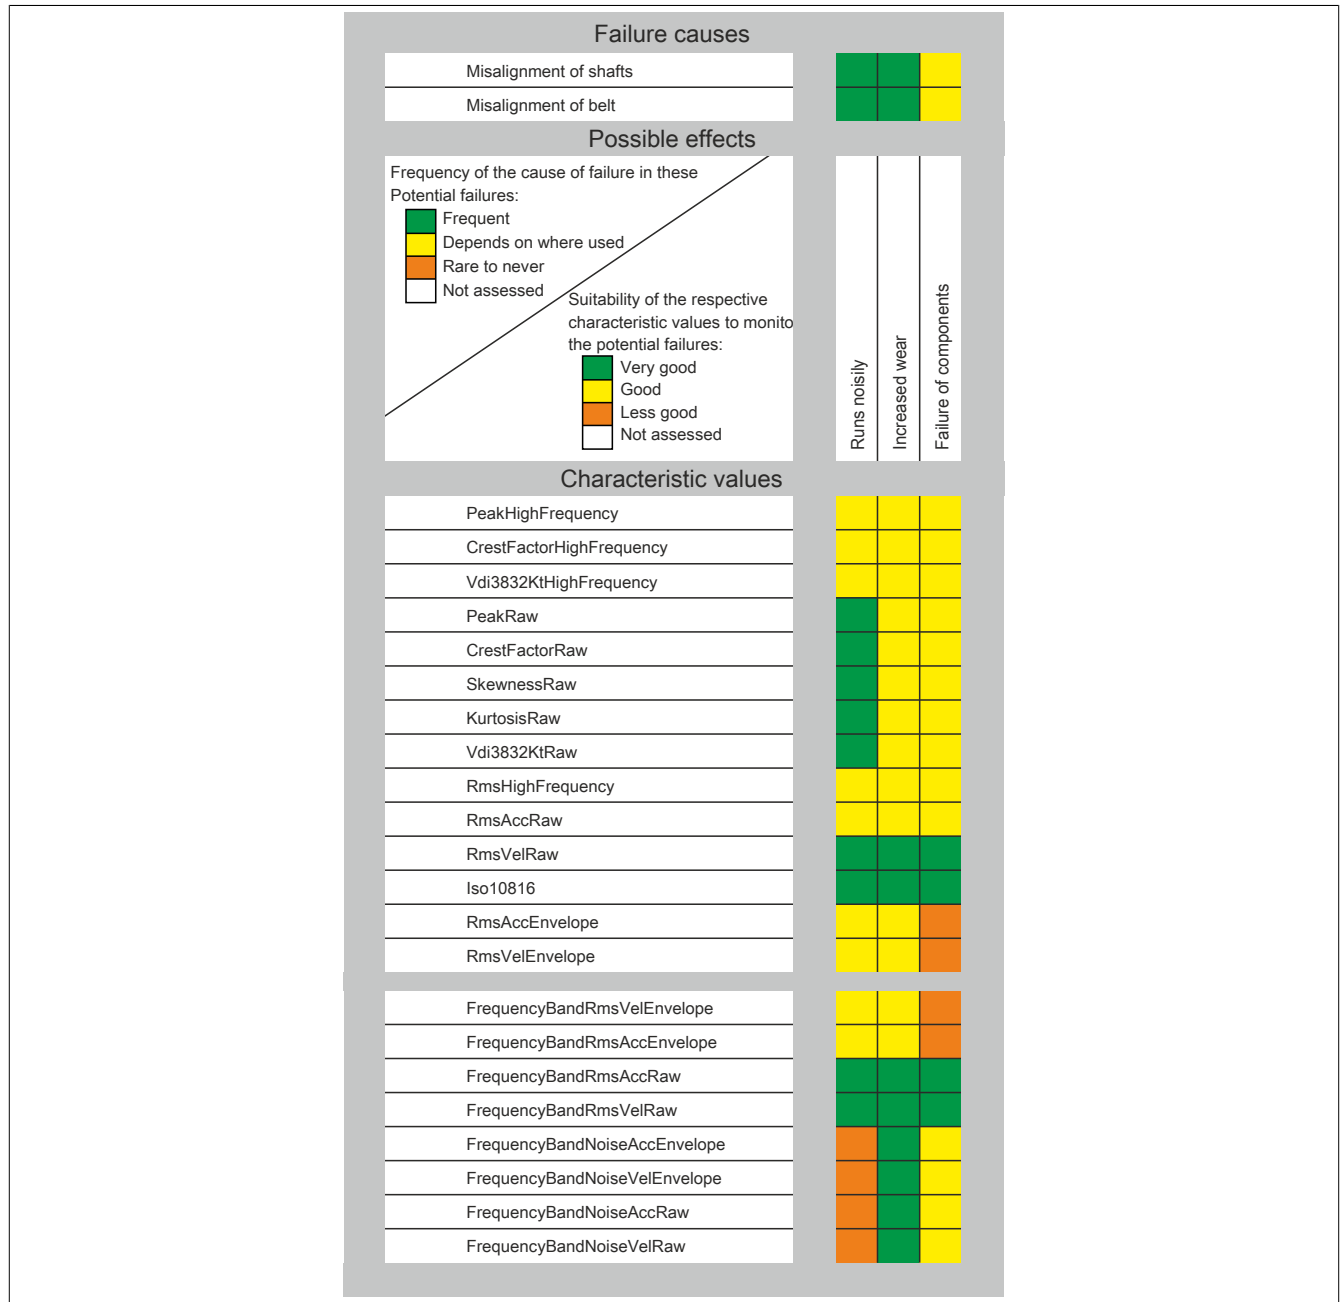 Failure causes
Misalignment of shafts
Misalignment of belt
Possible effects
Frequency of the cause of failure in these
Potential failures:
Frequent
Depends on where used
Rare to never
Not assessed
Suitability of the respective
characteristic values to monito
the potential failures:
Very good
Good
Less good
Not assessed
Runs noisily
Increased wear
Failure of components
Characteristic values
PeakHighFrequency
CrestFactorHighFrequency
Vdi3832KtHighFrequency
PeakRaw
CrestFactorRaw
SkewnessRaw
KurtosisRaw
Vdi3832KtRaw
RmsHighFrequency
RmsAccRaw
RmsVelRaw
Iso10816
RmsAccEnvelope
RmsVelEnvelope
FrequencyBandRmsVelEnvelope
FrequencyBandRmsAccEnvelope
FrequencyBandRmsAccRaw
FrequencyBandRmsVelRaw
FrequencyBandNoiseAccEnvelope
FrequencyBandNoiseVelEnvelope
FrequencyBandNoiseAccRaw
FrequencyBandNoiseVelRaw